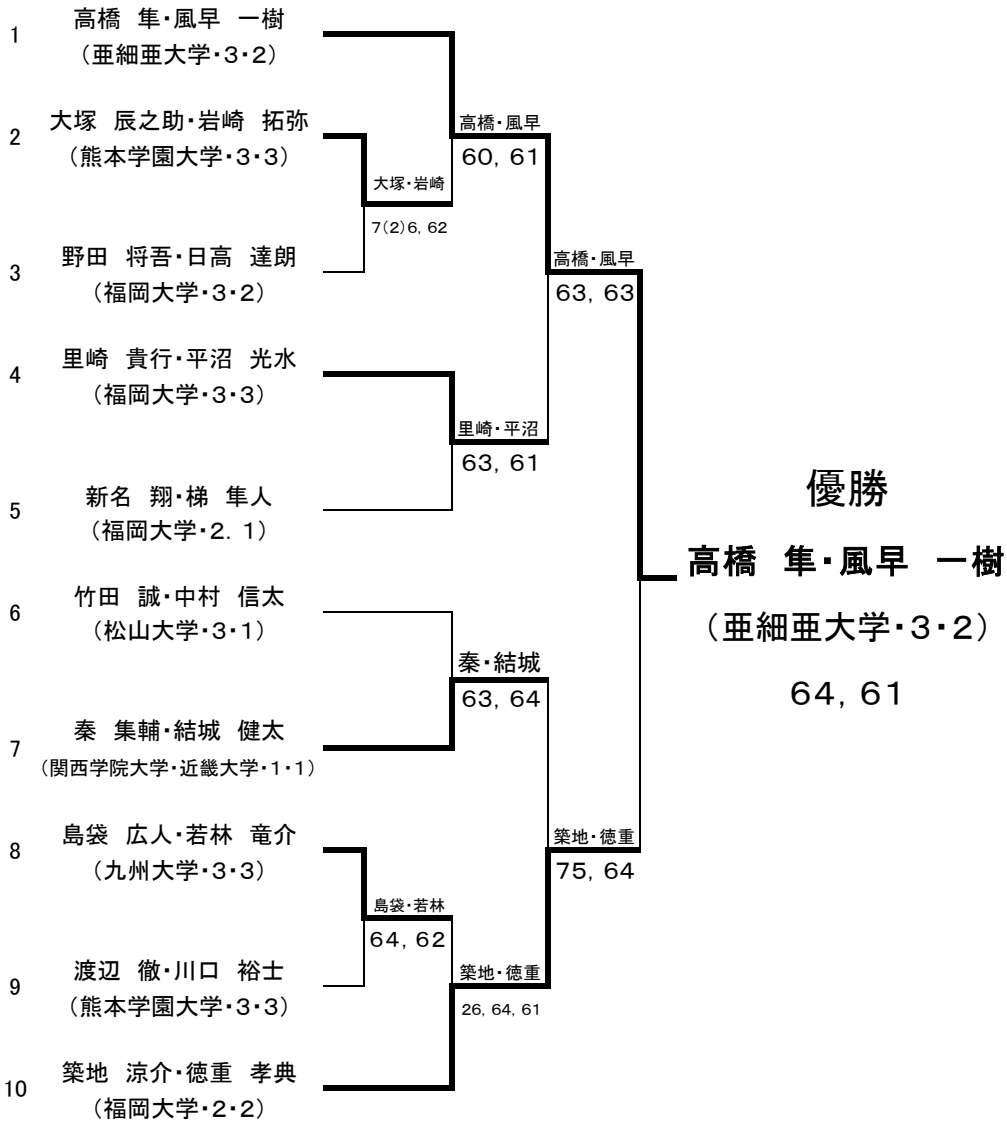 1
高橋 隼・風早 一樹
(亜細亜大学・3・2)
2
大塚 辰之助・岩崎 拓弥
(熊本学園大学・3・3)
3
野田 将吾・日高 達朗
(福岡大学・3・2)
4
里崎 貴行・平沼 光水
(福岡大学・3・3)
5
新名 翔・梯 隼人
(福岡大学・2. 1)
6
竹田 誠・中村 信太
(松山大学・3・1)
7
秦 集輔・結城 健太
(関西学院大学・近畿大学・1・1)
8
島袋 広人・若林 竜介
(九州大学・3・3)
9
渡辺 徹・川口 裕士
(熊本学園大学・3・3)
10
築地 涼介・徳重 孝典
(福岡大学・2・2)
大塚・岩崎
7(2)6, 62
島袋・若林
64, 62
高橋・風早
60, 61
里崎・平沼
63, 61
秦・結城
63, 64
築地・徳重
26, 64, 61
高橋・風早
63, 63
築地・徳重
75, 64
優勝
高橋 隼・風早 一樹
(亜細亜大学・3・2)
64, 61